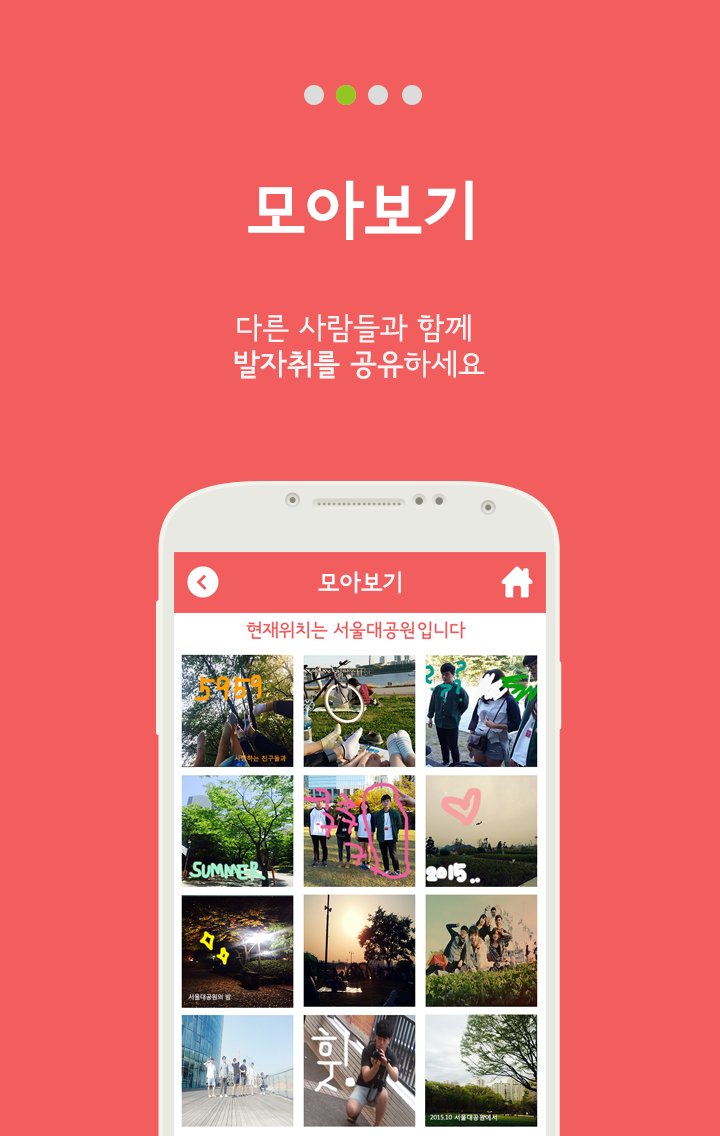 모아보기
다른 사람들과 함께
발자취를 공유하세요
모아보기
현재위치는 서울대공원입니다
5959
사랑하는 친구들과
SUMMER
2015..
서울대공원의 밤
힛.
2015.10 서울대공원에서